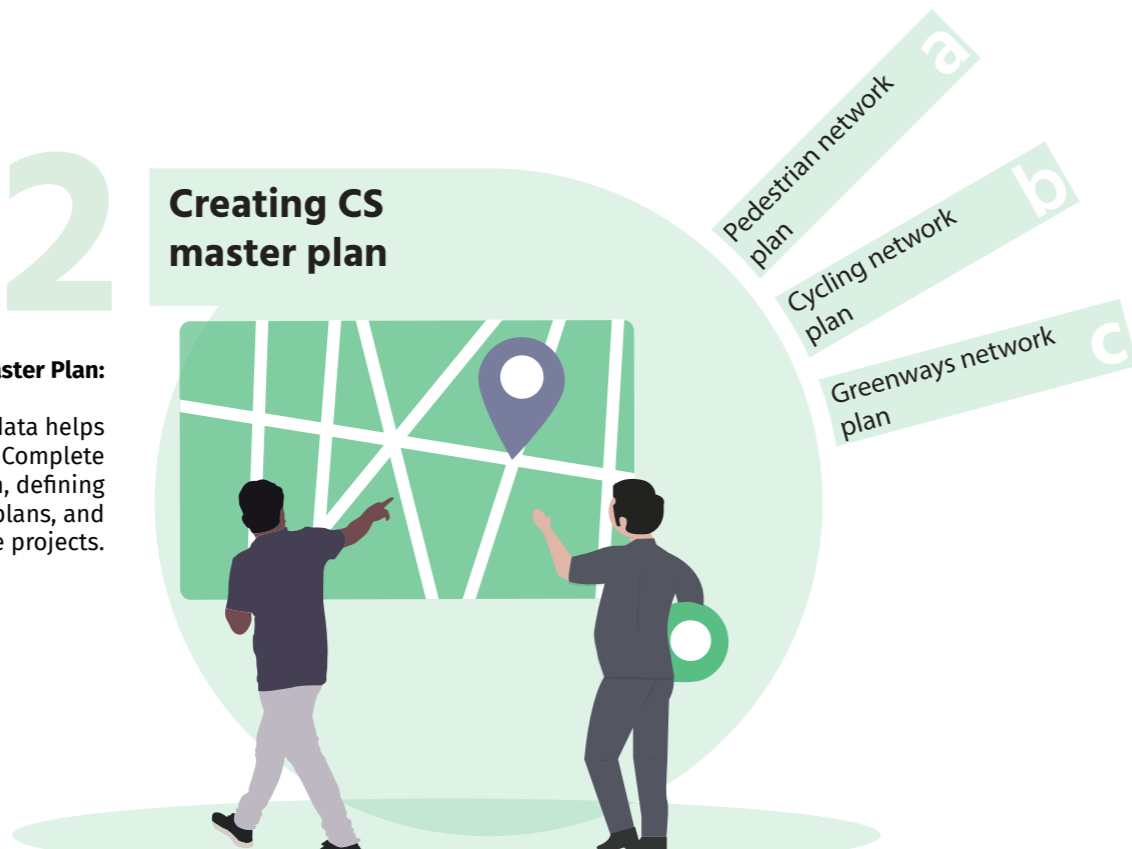 2
Creating CS
master plan
aster Plan:
data helps
Complete
, defining
plans, and
e projects.
Pedestrian network
plan
a
Cycling network
plan
b
Greenways network
plan
c